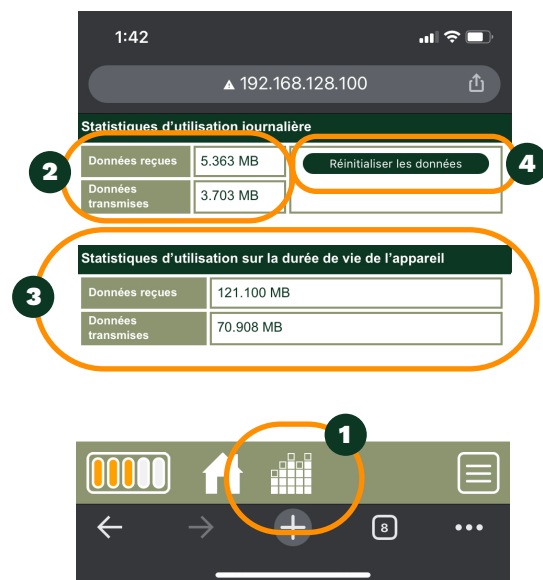 1:42
192.168.128.100
Statistiques d'utilisation journalière
Données reçues 5.363 MB Réinitialiser les données
Données
transmises 3.703 MB
2
4
Statistiques d'utilisation sur la durée de vie de l'appareil
Données reçues 121.100 MB
Données
transmises 70.908 MB
3
1
8